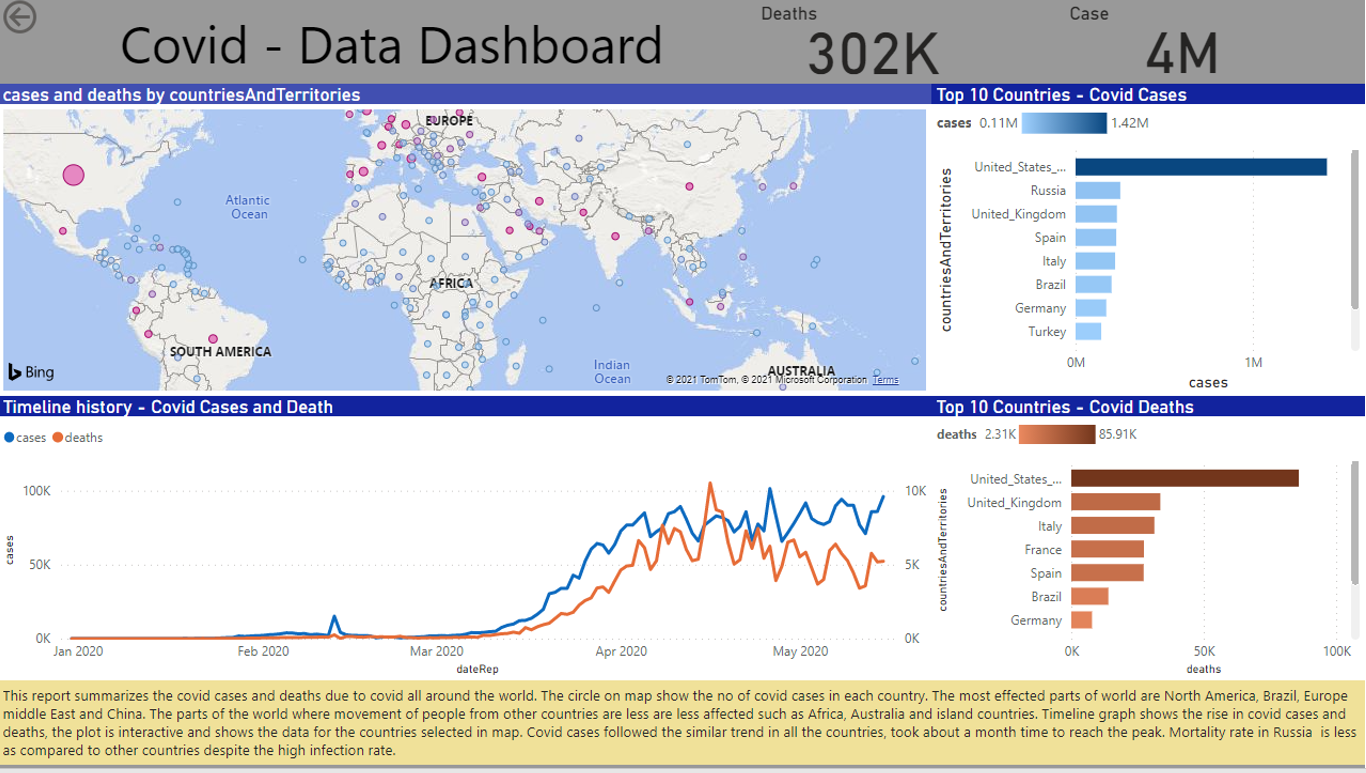 Covid - Data Dashboard
Deaths
302K
Case
4M
cases and deaths by countriesAndTerritories
EUROPE
Atlantic
Ocean
AFRICA
SOUTH AMERICA
Indian
Ocean
AUSTRALIA
Bing
© 2021 TomTom, © 2021 Microsoft Corporation Terms
Top 10 Countries - Covid Cases
cases 0.11M 1.42M
countriesAndTerritories
United_States_...
Russia
United_Kingdom
Spain
Italy
Brazil
Germany
Turkey
0M 1M
cases
Timeline history - Covid Cases and Death
cases deaths
cases
100K 10K
50K 5K
0K 0K
Jan 2020 Feb 2020 Mar 2020 Apr 2020 May 2020
dateRep
Top 10 Countries - Covid Deaths
deaths 2.31K 85.91K
countriesAndTerritories
United_States_...
United_Kingdom
Italy
France
Spain
Brazil
Germany
0K 50K 100K
deaths
This report summarizes the covid cases and deaths due to covid all around the world. The circle on map show the no of covid cases in each country. The most effected parts of world are North America, Brazil, Europe
middle East and China. The parts of the world where movement of people from other countries are less are less affected such as Africa, Australia and island countries. Timeline graph shows the rise in covid cases and
deaths, the plot is interactive and shows the data for the countries selected in map. Covid cases followed the similar trend in all the countries, took about a month time to reach the peak. Mortality rate in Russia is less
as compared to other countries despite the high infection rate.